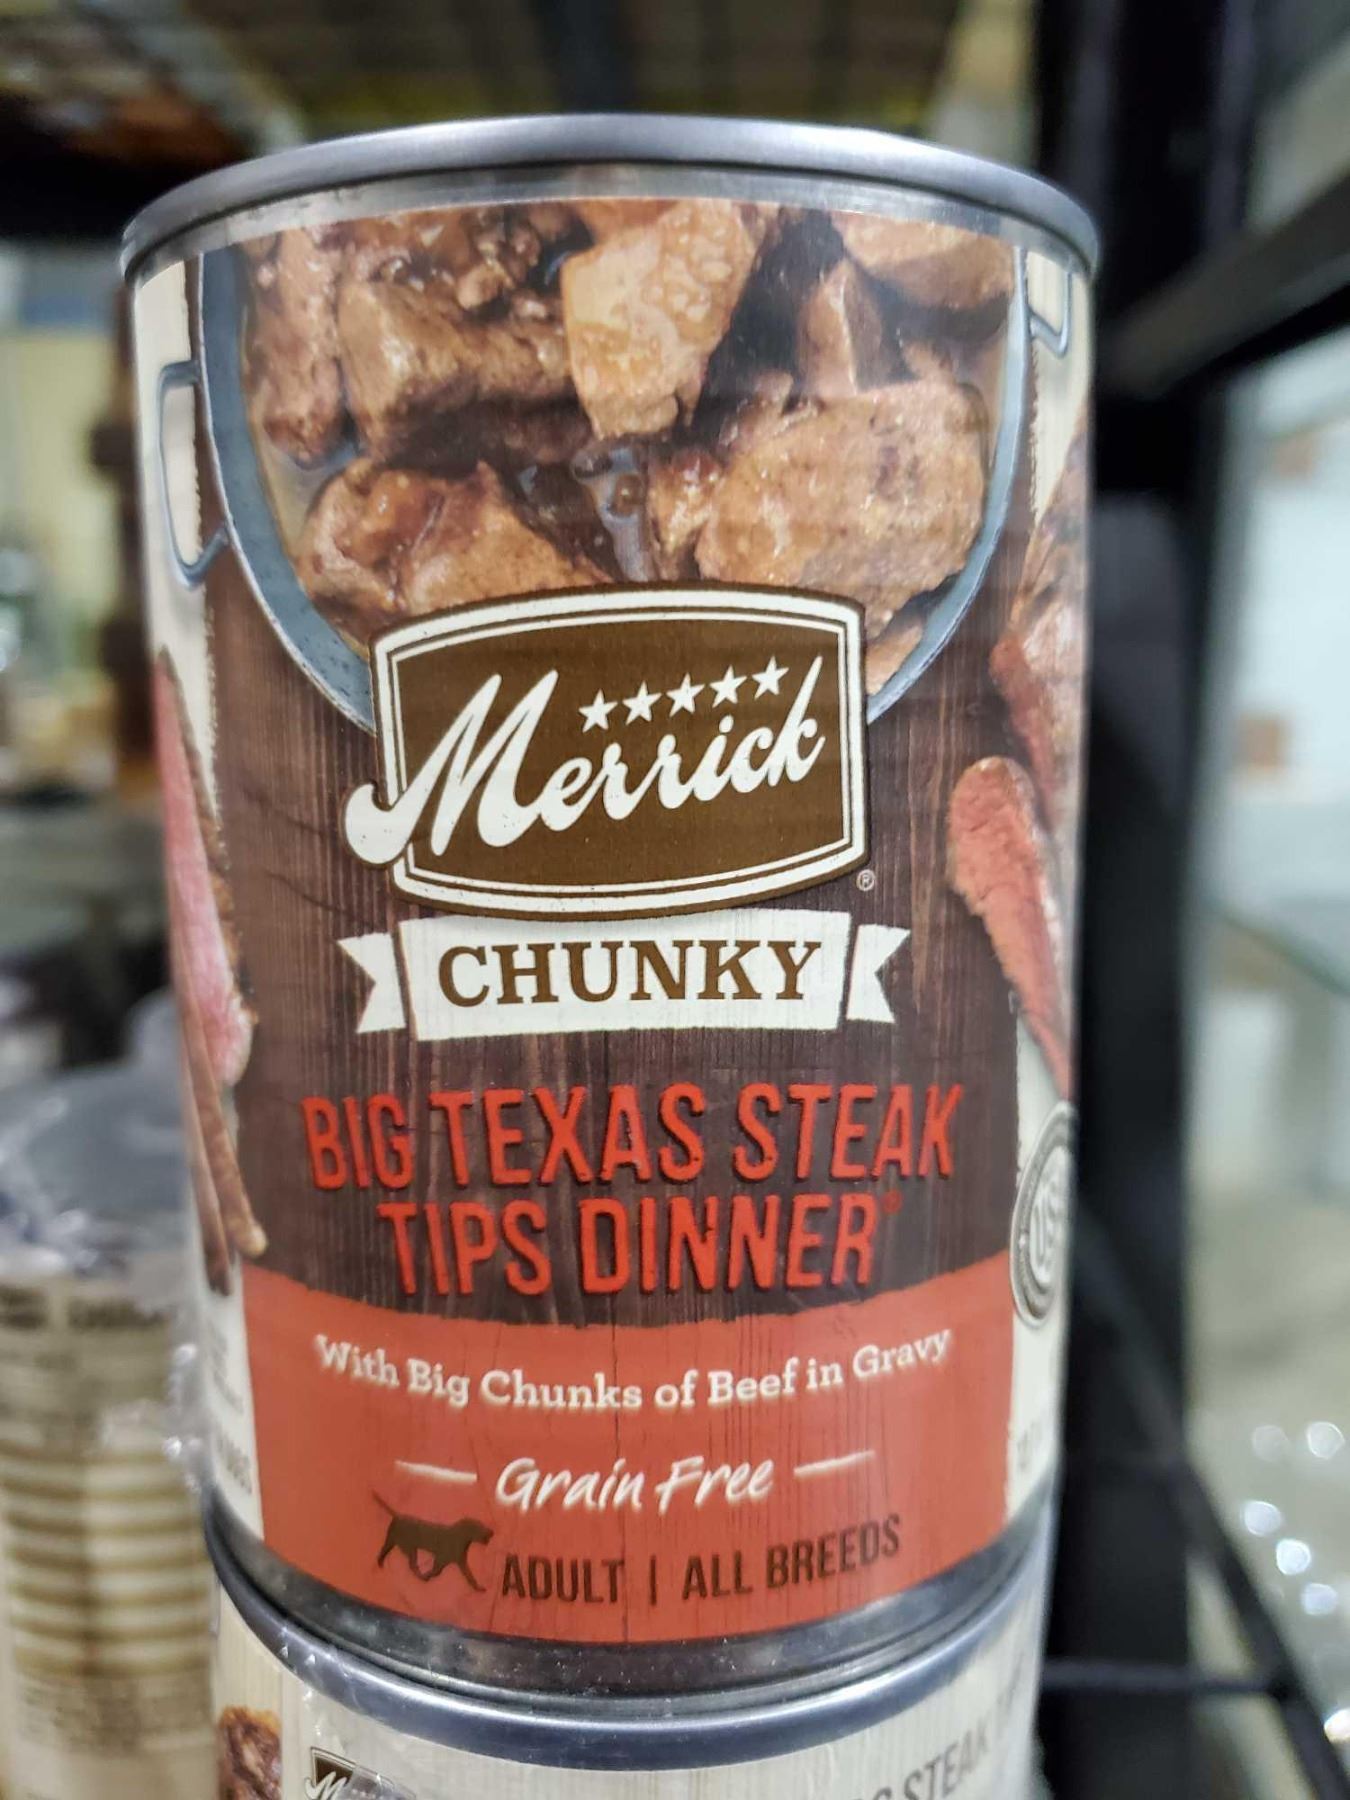 Merrick
®
CHUNKY
BIG TEXAS STEAK
TIPS DINNER®
With Big Chunks of Beef in Gravy
Grain Free
ADULT | ALL BREEDS
STEAK